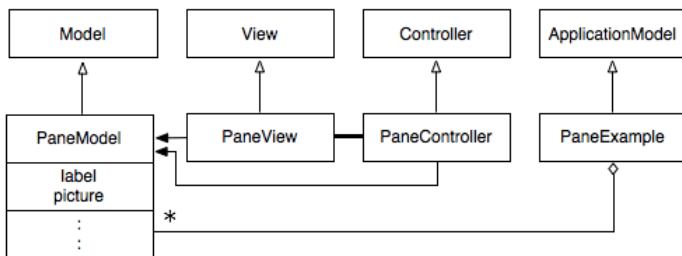 Model
View
Controller
ApplicationModel
PaneModel
PaneView
PaneController
PaneExample
label
picture
:
:
*